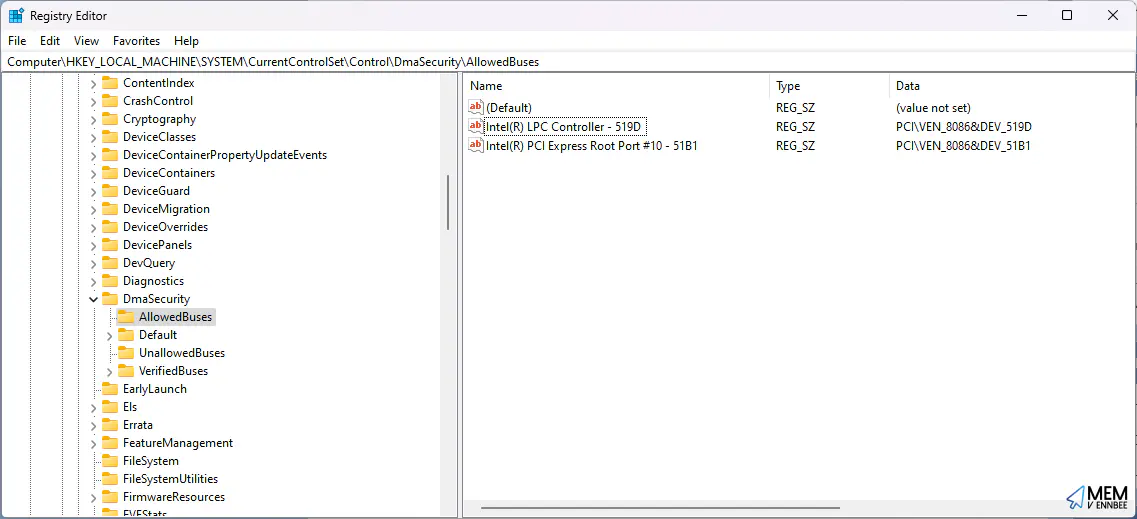 Registry Editor
File Edit View Favorites Help
Computer\HKEY_LOCAL_MACHINE\SYSTEM\CurrentControlSet\Control\DmaSecurity\AllowedBuses
ContentIndex
CrashControl
Cryptography
DeviceClasses
DeviceContainerPropertyUpdateEvents
DeviceContainers
DeviceGuard
DeviceMigration
DeviceOverrides
DevicePanels
DevQuery
Diagnostics
DmaSecurity
AllowedBuses
Default
UnallowedBuses
VerifiedBuses
EarlyLaunch
Els
Errata
FeatureManagement
FileSystem
FileSystemUtilities
FirmwareResources
Name Type Data
ab (Default) REG_SZ (value not set)
ab Intel(R) LPC Controller - 519D REG_SZ PCI\VEN_8086&DEV_519D
ab Intel(R) PCI Express Root Port #10 - 51B1 REG_SZ PCI\VEN_8086&DEV_51B1
MEM
V ENNBEE